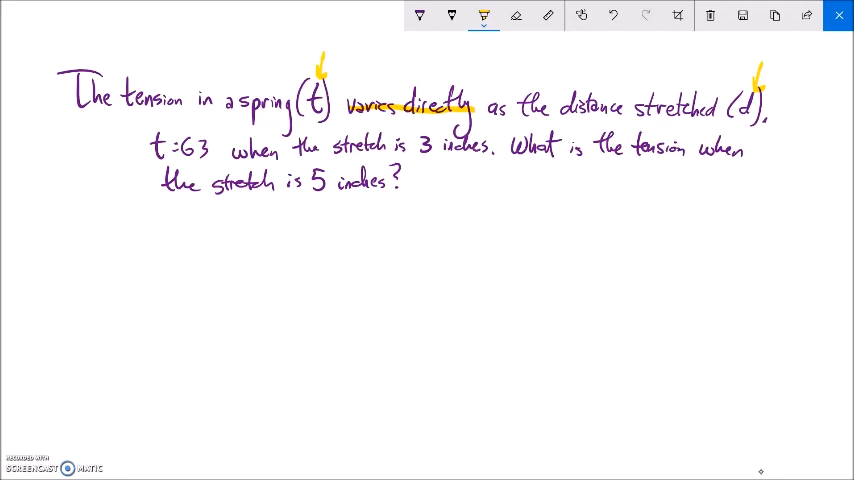 The tension in a spring (t) varies directly as the distance stretched (d).
t=63 when the stretch is 3 inches. What is the tension when
the stretch is 5 inches?
RECORDED WITH
SCREENCAST MATIC